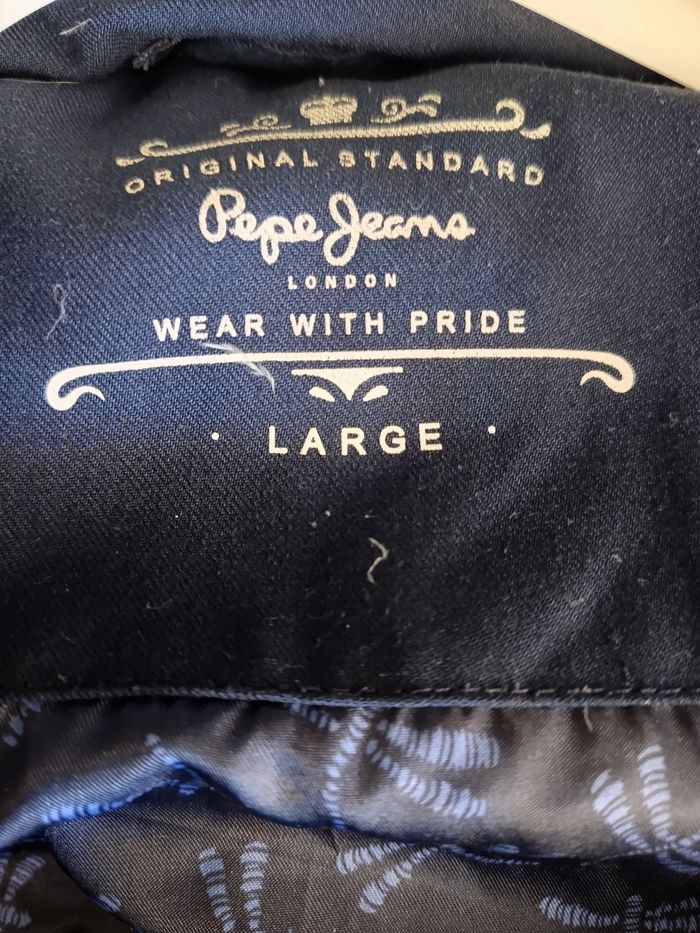 ORIGINAL STANDARD
Pepe Jeans
LONDON
WEAR WITH PRIDE
· LARGE ·